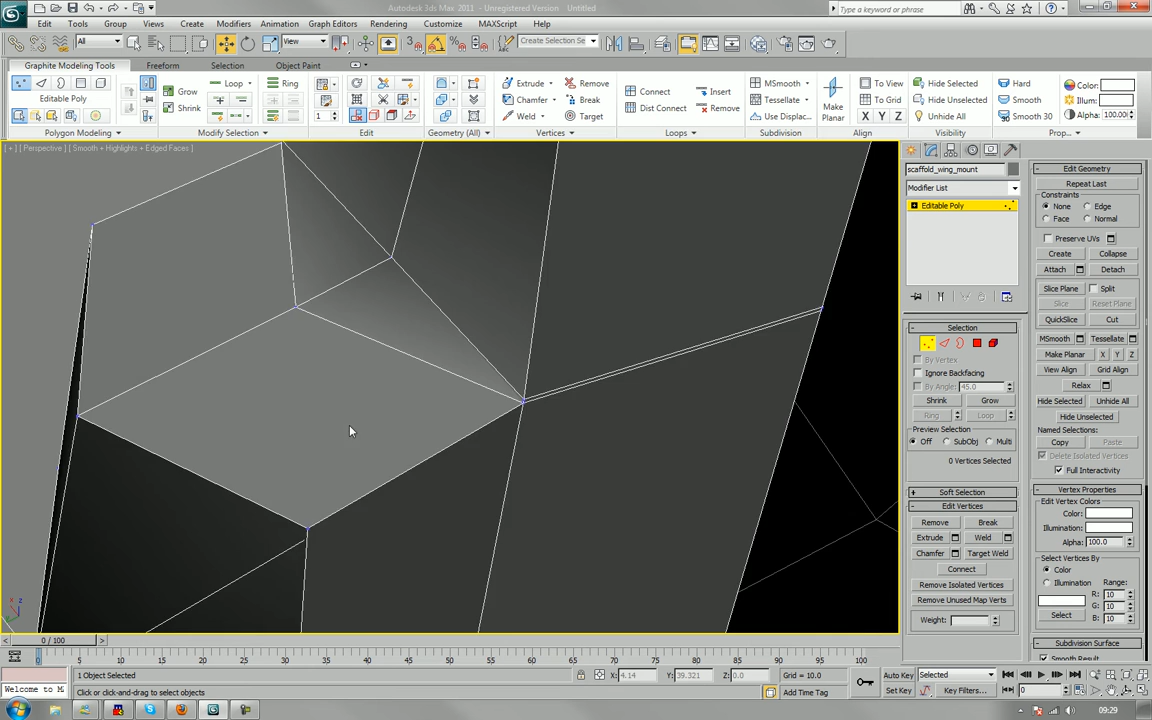 Autodesk 3ds Max 2011 - Unregistered Version Untitled
Type a keyword or phrase
Edit Tools Group Views Create Modifiers Animation Graph Editors Rendering Customize MAXScript Help
All View Create Selection Se
Graphite Modeling Tools Freeform Selection Object Paint
Editable Poly
Grow Shrink Loop Ring
1
Extrude Remove
Chamfer Break
Weld Target
Connect Insert
Dist Connect Remove
MSmooth
Tessellate
Use Displac...
Make Planar
To View
To Grid
X Y Z
Hide Selected
Hide Unselected
Unhide All
Hard
Smooth
Smooth 30
Color:
Illum:
Alpha: 100.00
Polygon Modeling Modify Selection Edit Geometry (All) Vertices Loops Subdivision Align Visibility Prop...
[ + ] [ Perspective ] [ Smooth + Highlights + Edged Faces ]
scaffold_wing_mount
Modifier List
Editable Poly
Selection
By Vertex
Ignore Backfacing
By Angle: 45.0
Shrink Grow
Ring Loop
Preview Selection
Off SubObj Multi
0 Vertices Selected
Soft Selection
Edit Vertices
Remove Break
Extrude Weld
Chamfer Target Weld
Connect
Remove Isolated Vertices
Remove Unused Map Verts
Weight:
Edit Geometry
Repeat Last
Constraints
None Edge
Face Normal
Preserve UVs
Create Collapse
Attach Detach
Slice Plane Split
Slice Reset Plane
QuickSlice Cut
MSmooth Tessellate
Make Planar X Y Z
View Align Grid Align
Relax
Hide Selected Unhide All
Hide Unselected
Named Selections:
Copy Paste
Delete Isolated Vertices
Full Interactivity
Vertex Properties
Edit Vertex Colors
Color:
Illumination:
Alpha: 100.0
Select Vertices By
Color
Illumination Range:
R: 10
G: 10
B: 10
Select
Subdivision Surface
Smooth Result
0 / 100
0 5 10 15 20 25 30 35 40 45 50 55 60 65 70 75 80 85 90 95 100
1 Object Selected
X: 4.14 Y: 39.321 Z: 0.0 Grid = 10.0
Auto Key Selected
Welcome to M
Click or click-and-drag to select objects
Add Time Tag
Set Key Key Filters...
0
09:29